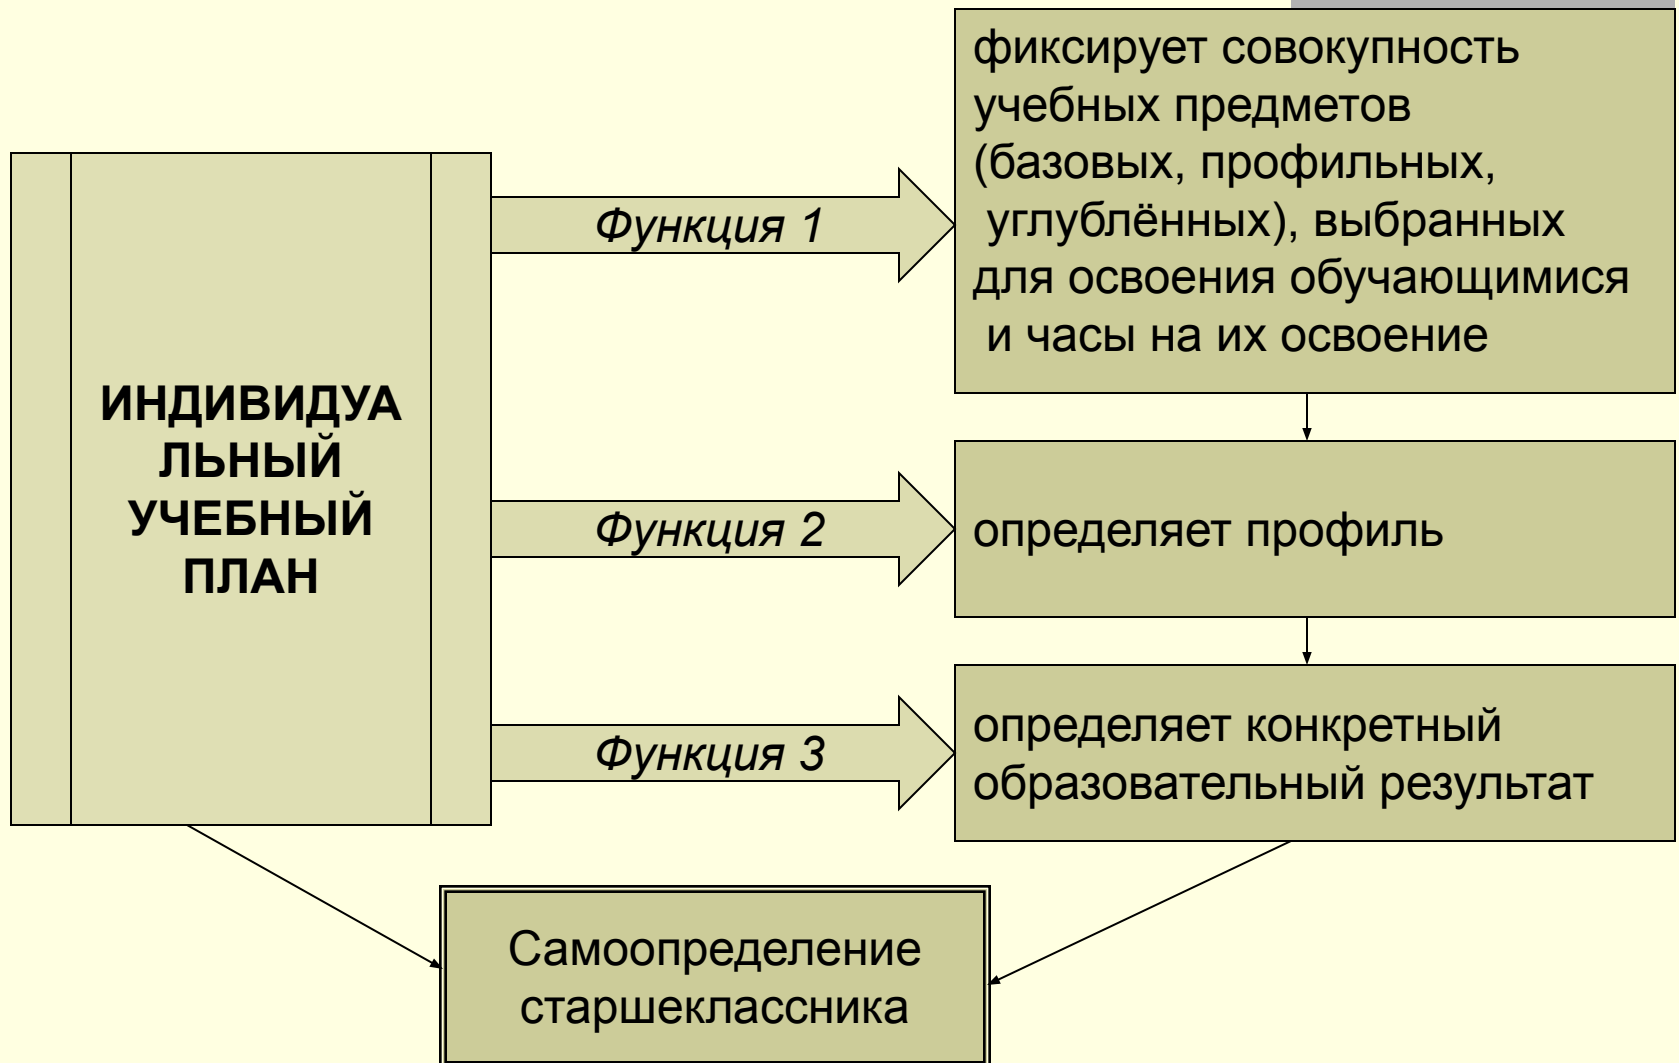 ИНДИВИДУА
ЛЬНЫЙ
УЧЕБНЫЙ
ПЛАН
Функция 1
фиксирует совокупность
учебных предметов
(базовых, профильных,
углублённых), выбранных
для освоения обучающимися
и часы на их освоение
Функция 2
определяет профиль
Функция 3
определяет конкретный
образовательный результат
Самоопределение
старшеклассника